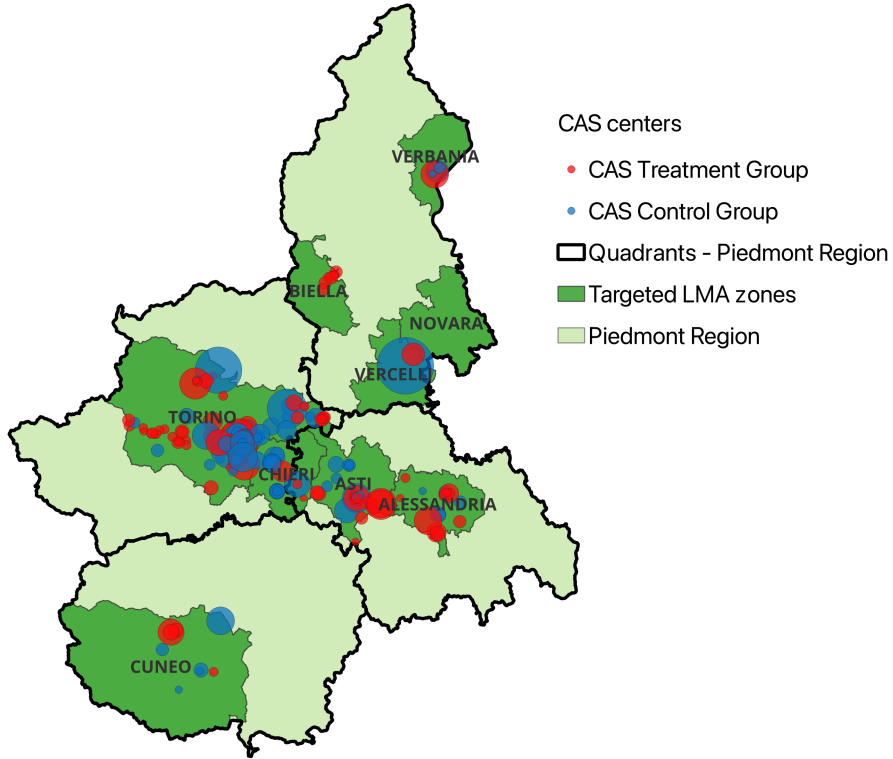 CAS centers
CAS Treatment Group
CAS Control Group
Quadrants - Piedmont Region
Targeted LMA zones
Piedmont Region
VERBANIA
BIELLA
NOVARA
VERCELLI
TORINO
CHIERI
ASTI
ALESSANDRIA
CUNEO